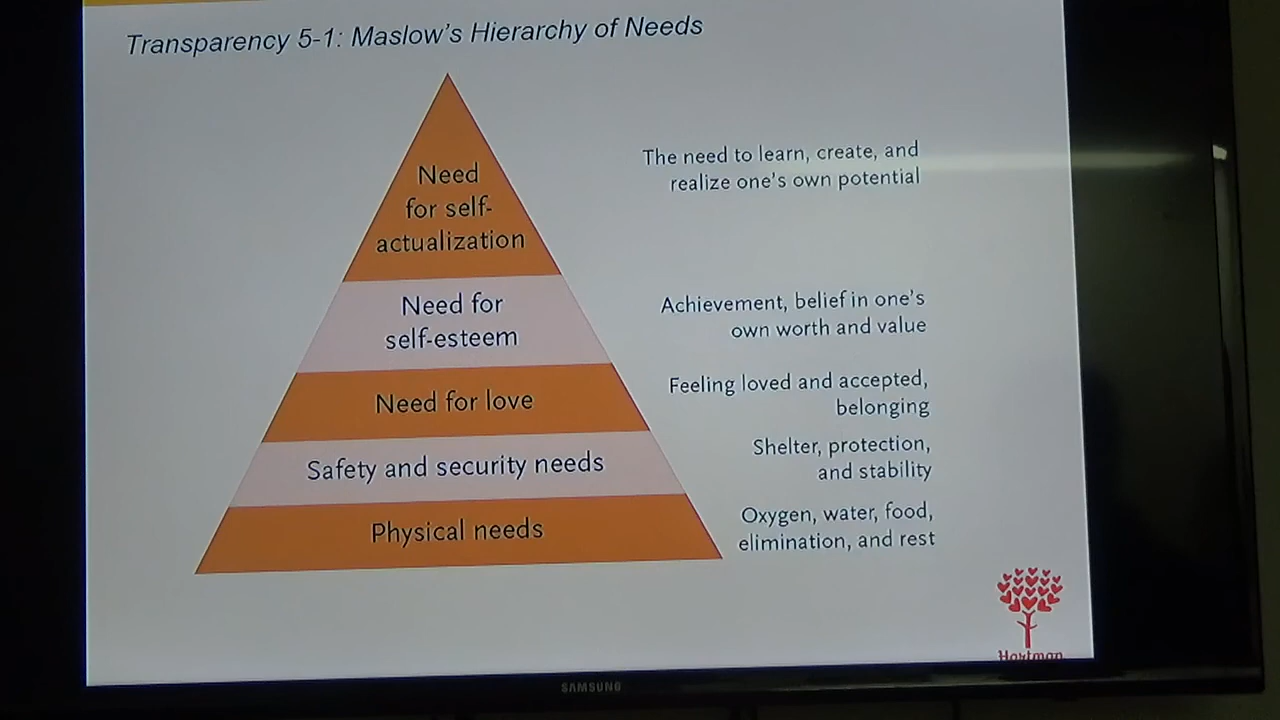 Transparency 5-1: Maslow's Hierarchy of Needs
Need
for self-
actualization
The need to learn, create, and
realize one's own potential
Need for
self-esteem
Achievement, belief in one's
own worth and value
Need for love
Feeling loved and accepted,
belonging
Safety and security needs
Shelter, protection,
and stability
Physical needs
Oxygen, water, food,
elimination, and rest
Hartman
SAMSUNG